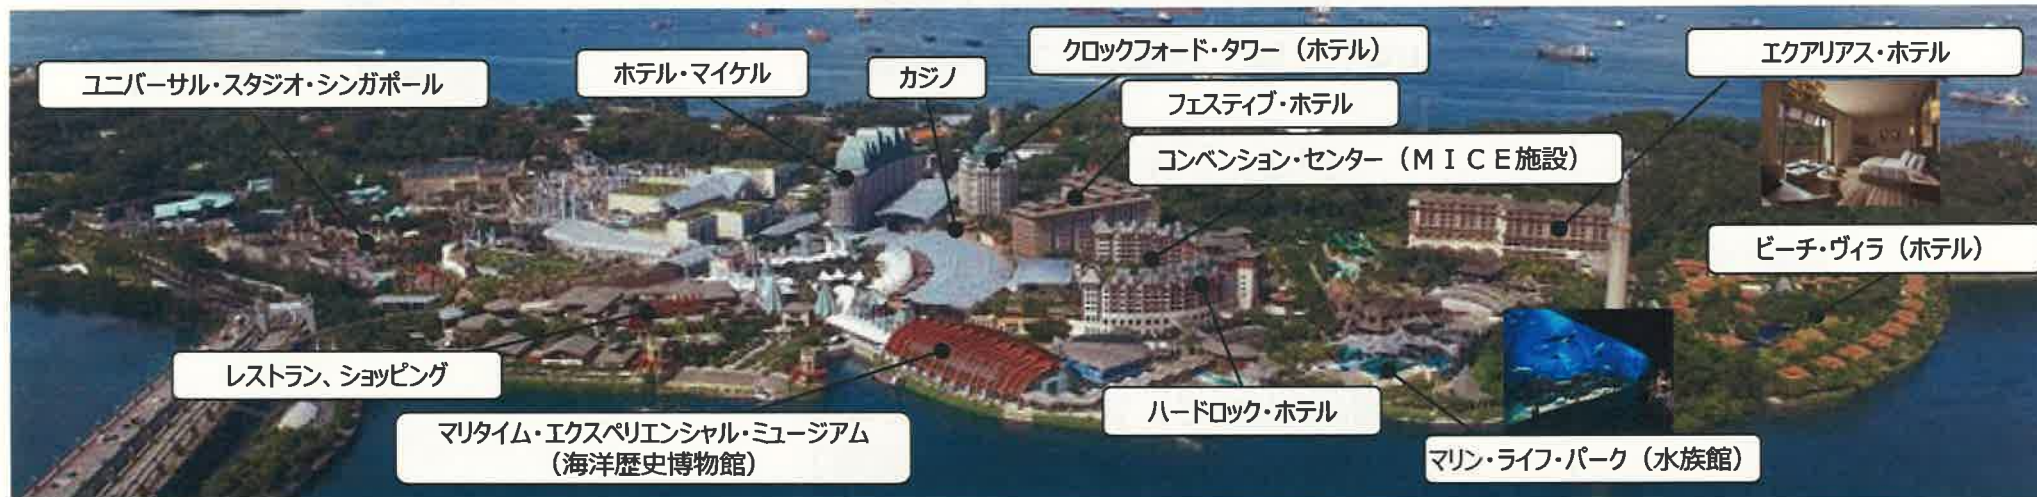 クロックフォード・タワー（ホテル）
エクアリアス・ホテル
ユニバーサル・スタジオ・シンガポール
ホテル・マイケル
カジノ
フェスティブ・ホテル
コンベンション・センター（ＭＩＣＥ施設）
ビーチ・ヴィラ（ホテル）
レストラン、ショッピング
ハードロック・ホテル
マリタイム・エクスペリエンシャル・ミュージアム
（海洋歴史博物館）
マリン・ライフ・パーク（水族館）